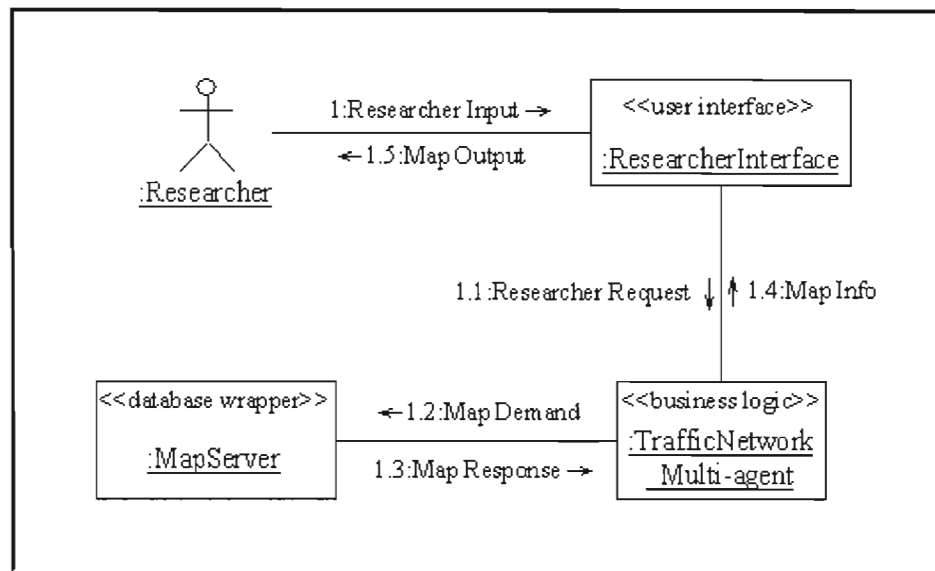 1:Researcher Input →
←1.5:Map Output
:Researcher
<<user interface>>
:ResearcherInterface
1.1:Researcher Request ↓
↑ 1.4:Map Info
<<database wrapper>>
:MapServer
←1.2:Map Demand
1.3:Map Response →
<<business logic>>
:TrafficNetwork
Multi-agent